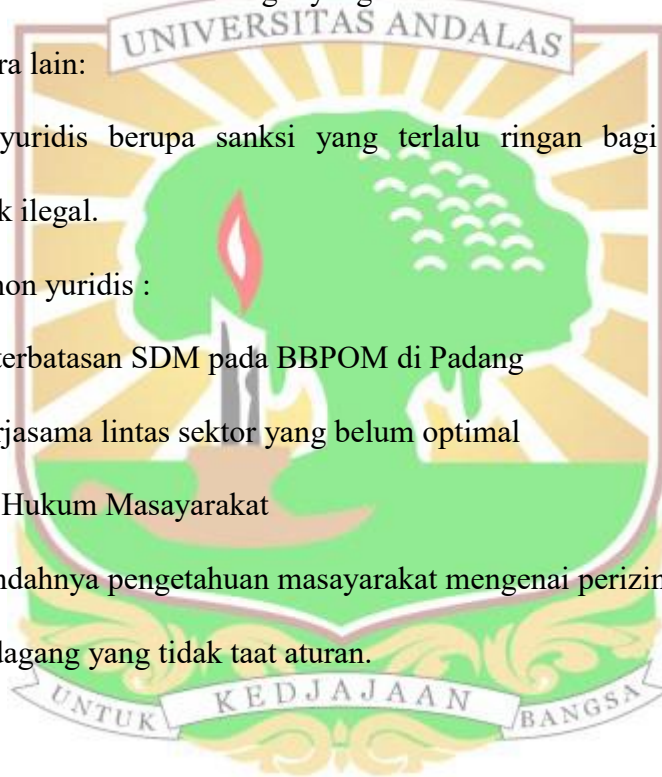 yang
UNIVERSITAS ANDALAS
ra lain:
yuridis berupa sanksi yang terlalu ringan bagi
k ilegal.
non yuridis :
terbatasan SDM pada BBPOM di Padang
rjasama lintas sektor yang belum optimal
Hukum Masayarakat
ndahnya pengetahuan masayarakat mengenai perizin
dagang yang tidak taat aturan.
UNTUK KEDJAJAAN BANGSA